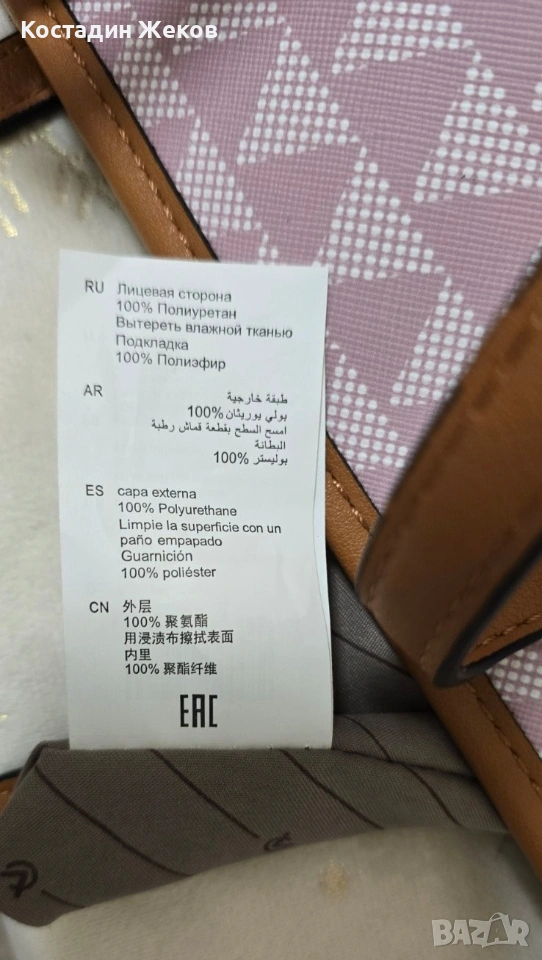 Костадин Жеков
RU Лицевая сторона
100% Полиуретан
Вытереть влажной тканью
Подкладка
100% Полиэфир
AR طبقة خارجية
بولي يوريثان 100%
امسح السطح بقطعة قماش رطبة
البطانة
بوليستر 100%
ES capa externa
100% Polyurethane
Limpie la superficie con un
paño empapado
Guarnición
100% poliéster
CN 外层
100% 聚氨酯
用浸渍布擦拭表面
内里
100% 聚酯纤维
EAC
BAZAR